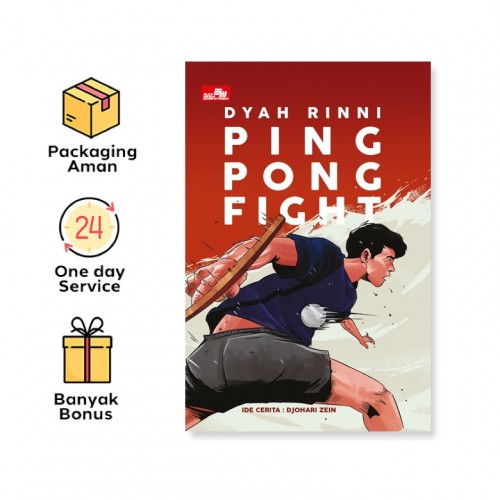 Packaging
Aman
24
One day
Service
Banyak
Bonus
DYAH RINNI
PING
PONG
FIGHT
IDE CERITA : DJOHARI ZEIN